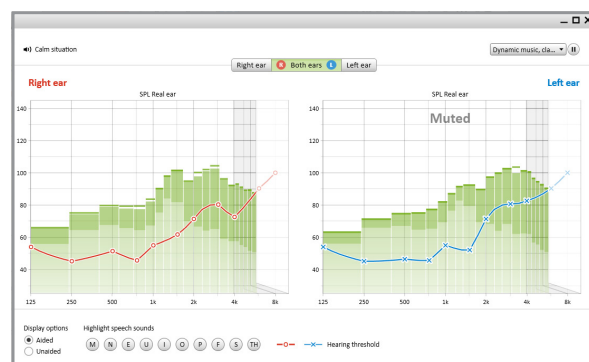 Calm situation
Dynamic music, cla...
Right ear R Both ears L Left ear
Right ear
Left ear
SPL Real ear
SPL Real ear
Muted
140
120
100
80
60
40
125 250 500 1k 2k 4k 8k
140
120
100
80
60
40
125 250 500 1k 2k 4k 8k
Display options
Highlight speech sounds
Aided
Unaided
M N E U I O P F S TH
Hearing threshold